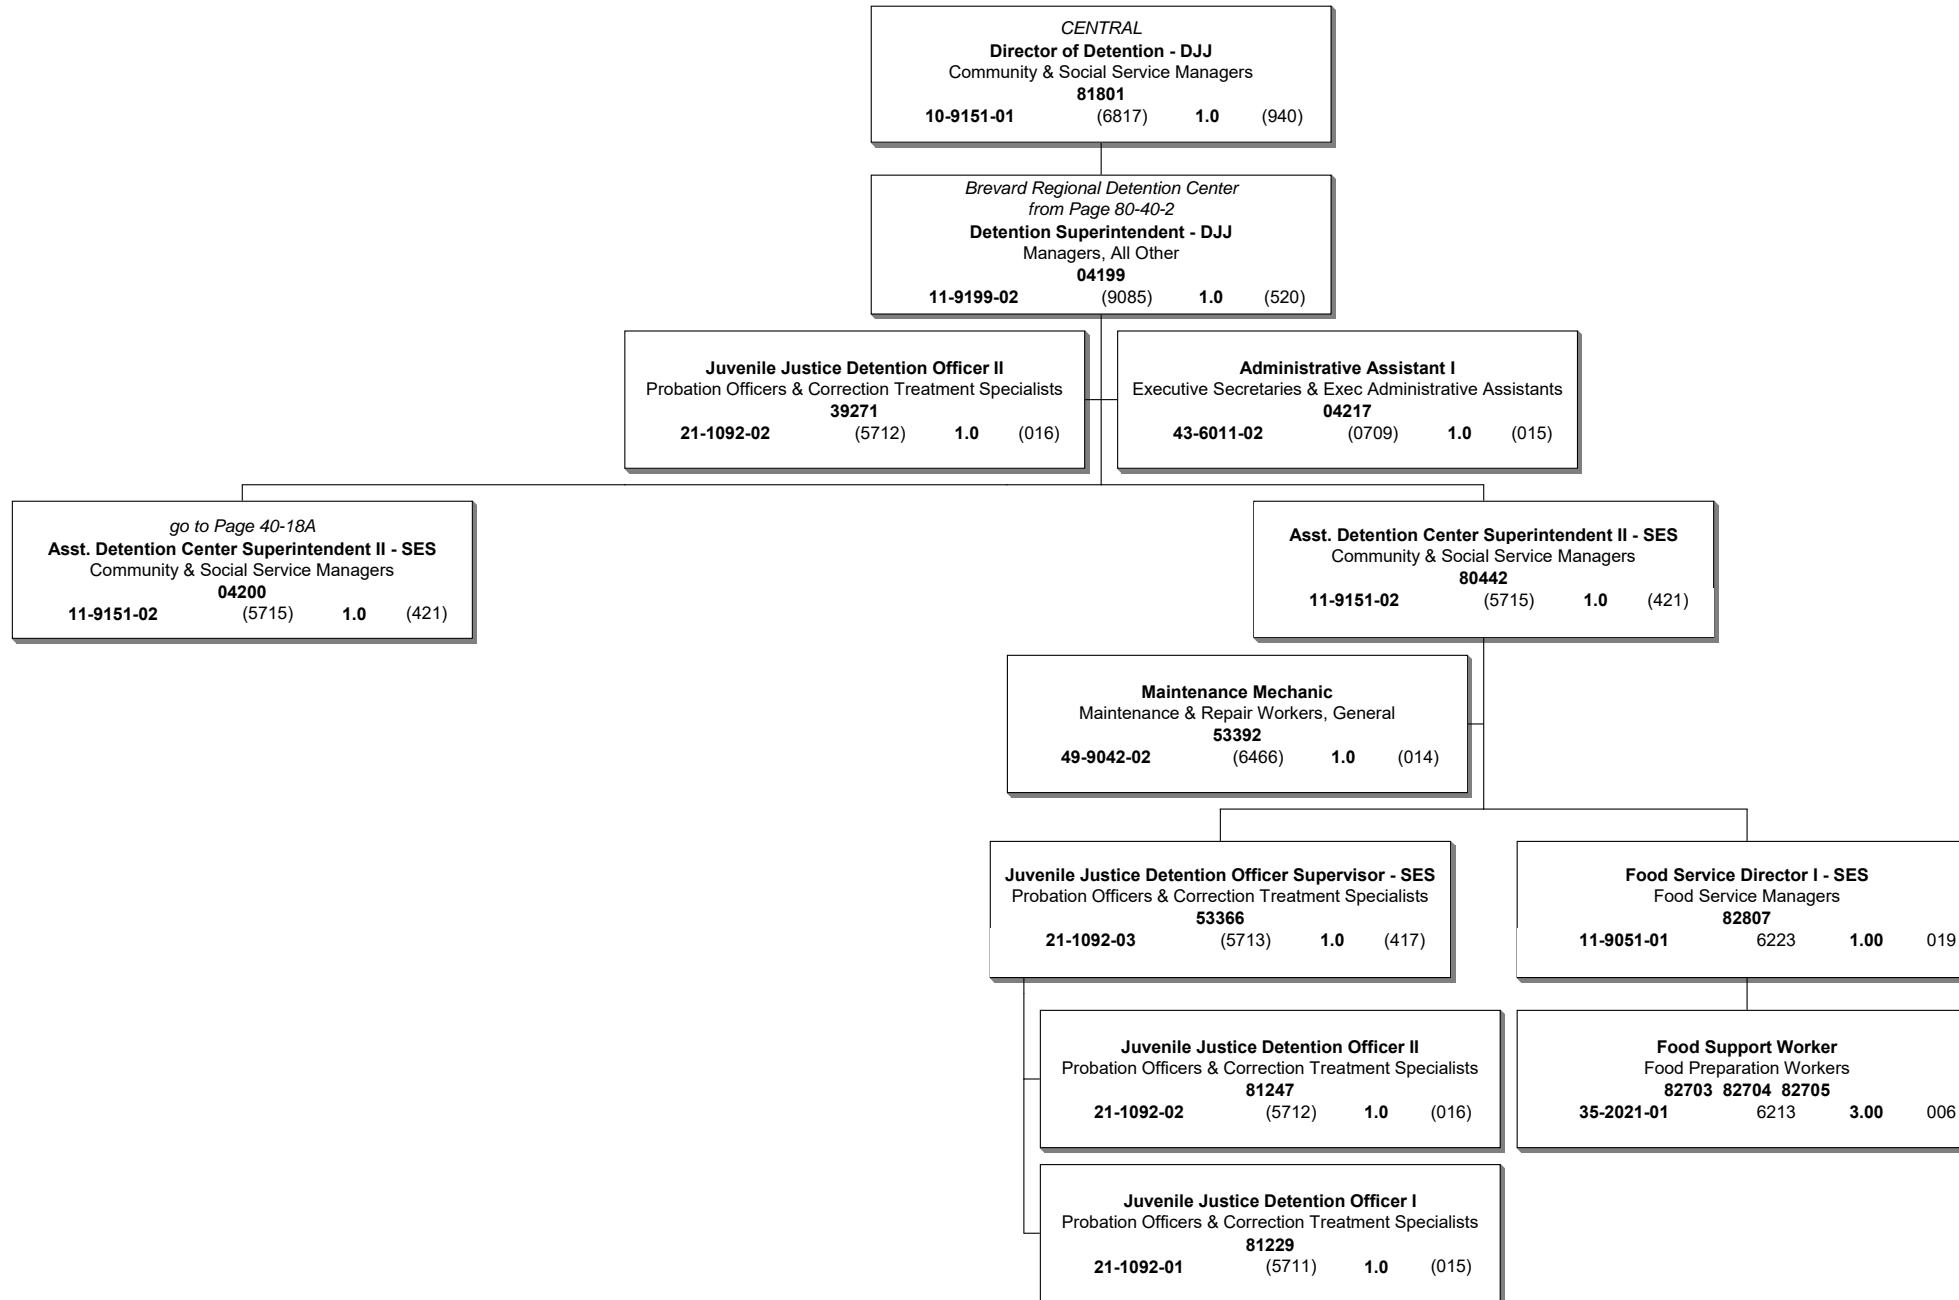 CENTRAL
Director of Detention - DJJ
Community & Social Service Managers
81801
10-9151-01 (6817) 1.0 (940)
Brevard Regional Detention Center
from Page 80-40-2
Detention Superintendent - DJJ
Managers, All Other
04199
11-9199-02 (9085) 1.0 (520)
Juvenile Justice Detention Officer II
Probation Officers & Correction Treatment Specialists
39271
21-1092-02 (5712) 1.0 (016)
Administrative Assistant I
Executive Secretaries & Exec Administrative Assistants
04217
43-6011-02 (0709) 1.0 (015)
go to Page 40-18A
Asst. Detention Center Superintendent II - SES
Community & Social Service Managers
04200
11-9151-02 (5715) 1.0 (421)
Asst. Detention Center Superintendent II - SES
Community & Social Service Managers
80442
11-9151-02 (5715) 1.0 (421)
Maintenance Mechanic
Maintenance & Repair Workers, General
53392
49-9042-02 (6466) 1.0 (014)
Juvenile Justice Detention Officer Supervisor - SES
Probation Officers & Correction Treatment Specialists
53366
21-1092-03 (5713) 1.0 (417)
Food Service Director I - SES
Food Service Managers
82807
11-9051-01 6223 1.00 019
Juvenile Justice Detention Officer II
Probation Officers & Correction Treatment Specialists
81247
21-1092-02 (5712) 1.0 (016)
Food Support Worker
Food Preparation Workers
82703 82704 82705
35-2021-01 6213 3.00 006
Juvenile Justice Detention Officer I
Probation Officers & Correction Treatment Specialists
81229
21-1092-01 (5711) 1.0 (015)